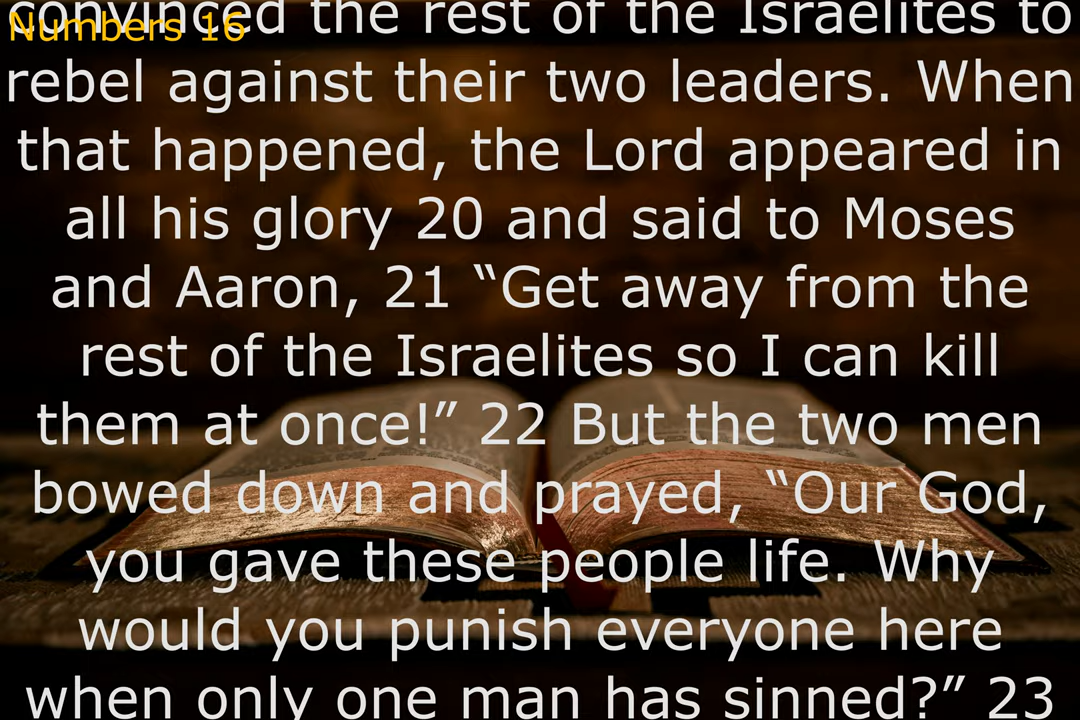 convinced the rest of the Israelites to
Numbers 16
rebel against their two leaders. When
that happened, the Lord appeared in
all his glory 20 and said to Moses
and Aaron, 21 “Get away from the
rest of the Israelites so I can kill
them at once!” 22 But the two men
bowed down and prayed, “Our God,
you gave these people life. Why
would you punish everyone here
when only one man has sinned?” 23